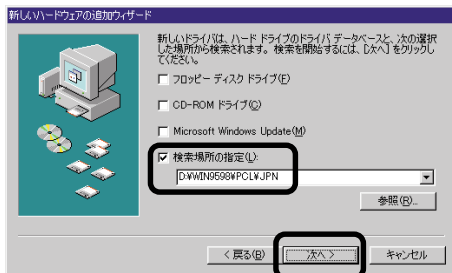 新しいハードウェアの追加ウィザード
新しいドライバは、ハード ドライブのドライバ データベースと、次の選択
した場所から検索されます。検索を開始するには、[次へ] をクリックし
てください。
フロッピー ディスク ドライブ(F)
CD-ROM ドライブ(C)
Microsoft Windows Update(M)
検索場所の指定(L):
D:¥WIN9598¥PCL¥JPN
参照(R)...
< 戻る(B)
次へ >
キャンセル